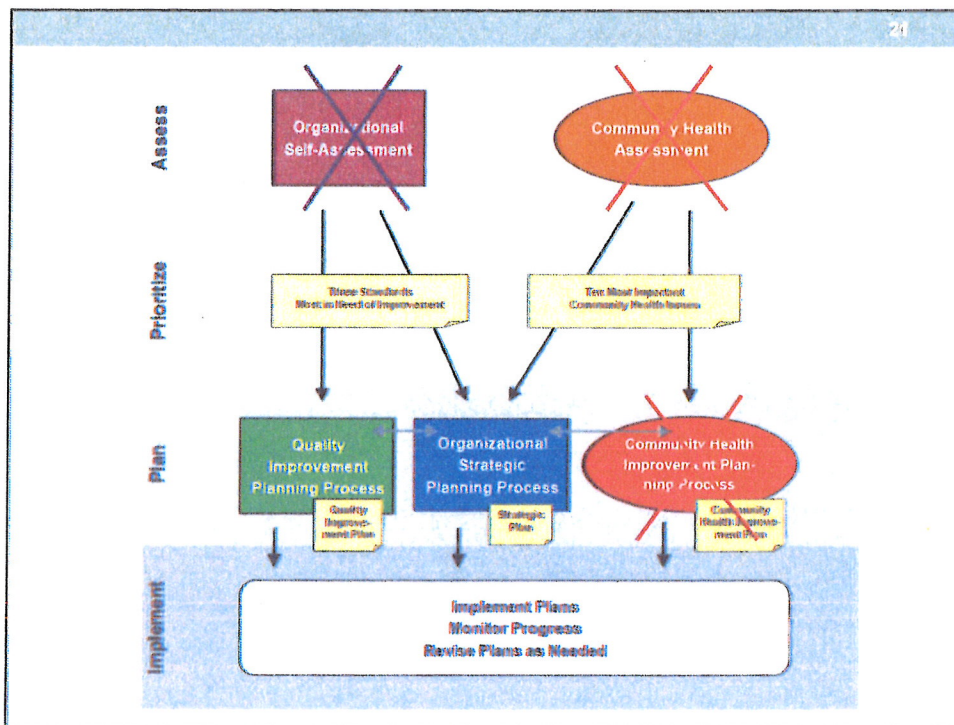 21
Assess
Organizational
Self-Assessment
Community Health
Assessment
Prioritize
Three Standards
Most in Need of Improvement
Ten Most Important
Community Health Issues
Plan
Quality
Improvement
Planning Process
Organizational
Strategic
Planning Process
Community Health
Improvement Plan-
ning Process
Quality
Improve-
ment Plan
Strategic
Plan
Community
Health Improve-
ment Plan
Implement
Implement Plans
Monitor Progress
Revise Plans as Needed